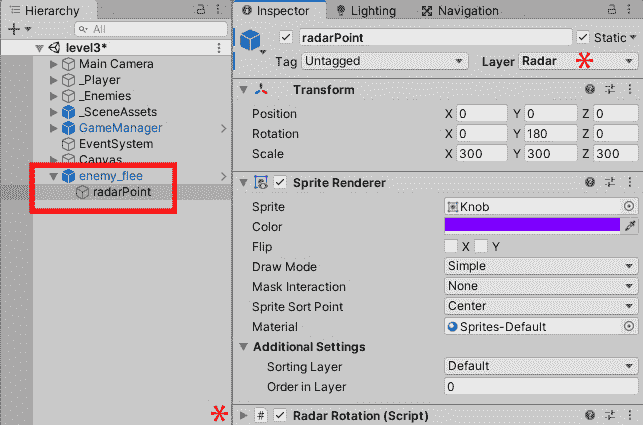 Hierarchy
All
level3*
Main Camera
_Player
_Enemies
_SceneAssets
GameManager
EventSystem
Canvas
enemy_flee
radarPoint
Inspector Lighting Navigation
radarPoint Static
Tag Untagged Layer Radar
Transform
Position X 0 Y 0 Z 0
Rotation X 0 Y 180 Z 0
Scale X 300 Y 300 Z 300
Sprite Renderer
Sprite Knob
Color
Flip X Y
Draw Mode Simple
Mask Interaction None
Sprite Sort Point Center
Material Sprites-Default
Additional Settings
Sorting Layer Default
Order in Layer 0
# Radar Rotation (Script)